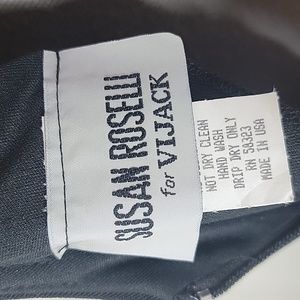 SUSAN ROSELLI
for VIJACK
NOT DRY CLEAN
HAND WASH
DRIP DRY ONLY
RN 58323
MADE IN USA